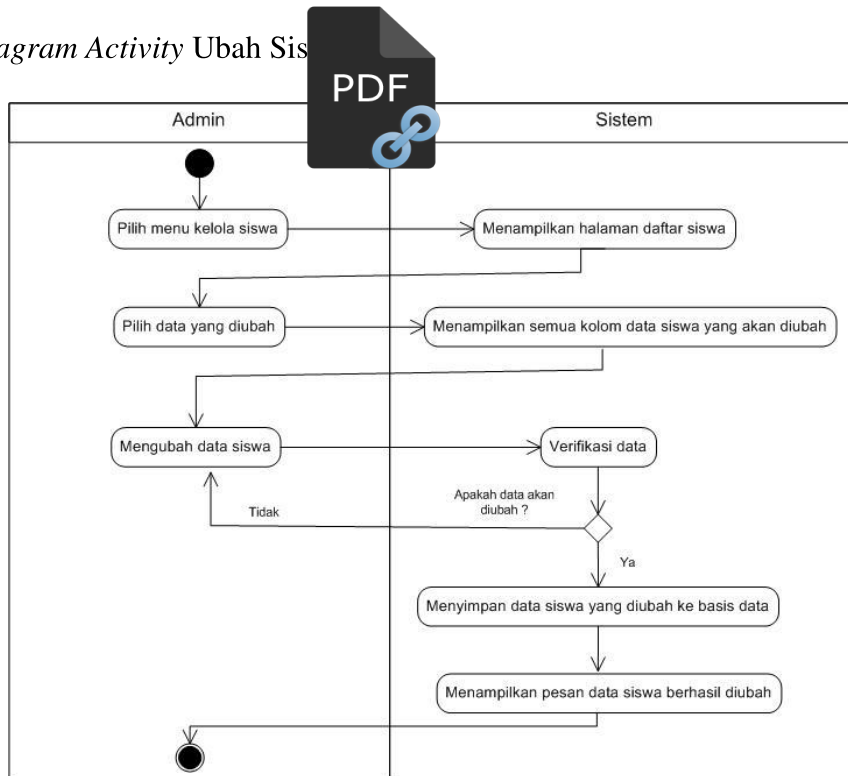 Activity Ubah
PDF
Admin
Sistem
Pilih menu kelola siswa
Menampilkan halaman daftar siswa
Pilih data yang diubah
Menampilkan semua kolom data siswa yang akan diubah
Mengubah data siswa
Verifikasi data
Apakah data akan
diubah ?
Tidak
Ya
Menyimpan data siswa yang diubah ke basis data
Menampilkan pesan data siswa berhasil diubah